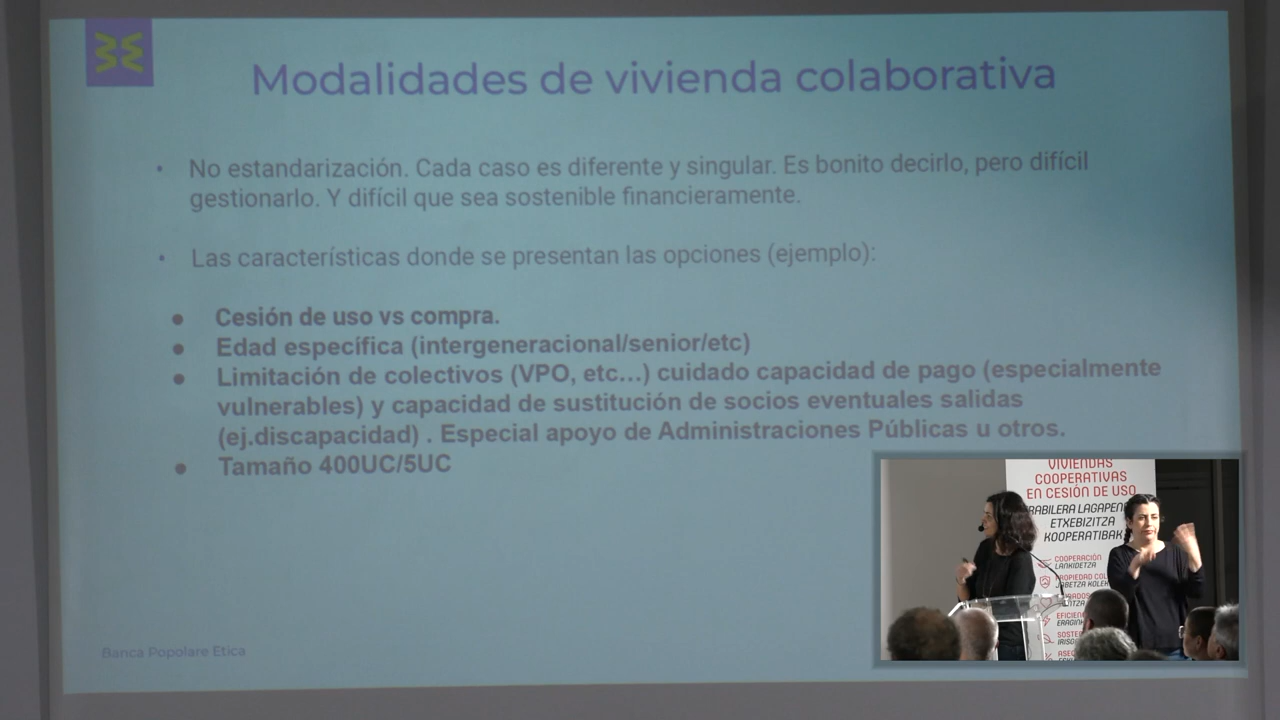 Modalidades de vivienda colaborativa
• No estandarización. Cada caso es diferente y singular. Es bonito decirlo, pero difícil
gestionarlo. Y difícil que sea sostenible financieramente.
• Las características donde se presentan las opciones (ejemplo):
● Cesión de uso vs compra.
● Edad específica (intergeneracional/senior/etc)
● Limitación de colectivos (VPO, etc...) cuidado capacidad de pago (especialmente
vulnerables) y capacidad de sustitución de socios eventuales salidas
(ej.discapacidad) . Especial apoyo de Administraciones Públicas u otros.
● Tamaño 400UC/5UC
Banca Popolare Etica
VIVIENDAS
COOPERATIVAS
EN CESIÓN DE USO
ETXEBIZITZA
KOOPERATIBAK
COOPERACIÓN
LANKIDETZA